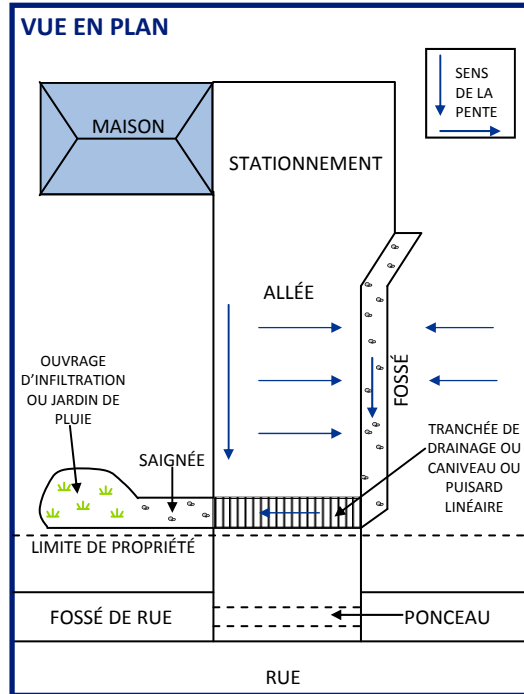 VUE EN PLAN
SENS
DE LA
PENTE
MAISON
STATIONNEMENT
ALLÉE
FOSSÉ
OUVRAGE
D'INFILTRATION
OU JARDIN DE
PLUIE
SAIGNÉE
TRANCHÉE DE
DRAINAGE OU
CANIVEAU OU
PUISARD
LINÉAIRE
LIMITE DE PROPRIÉTÉ
FOSSÉ DE RUE
PONCEAU
RUE